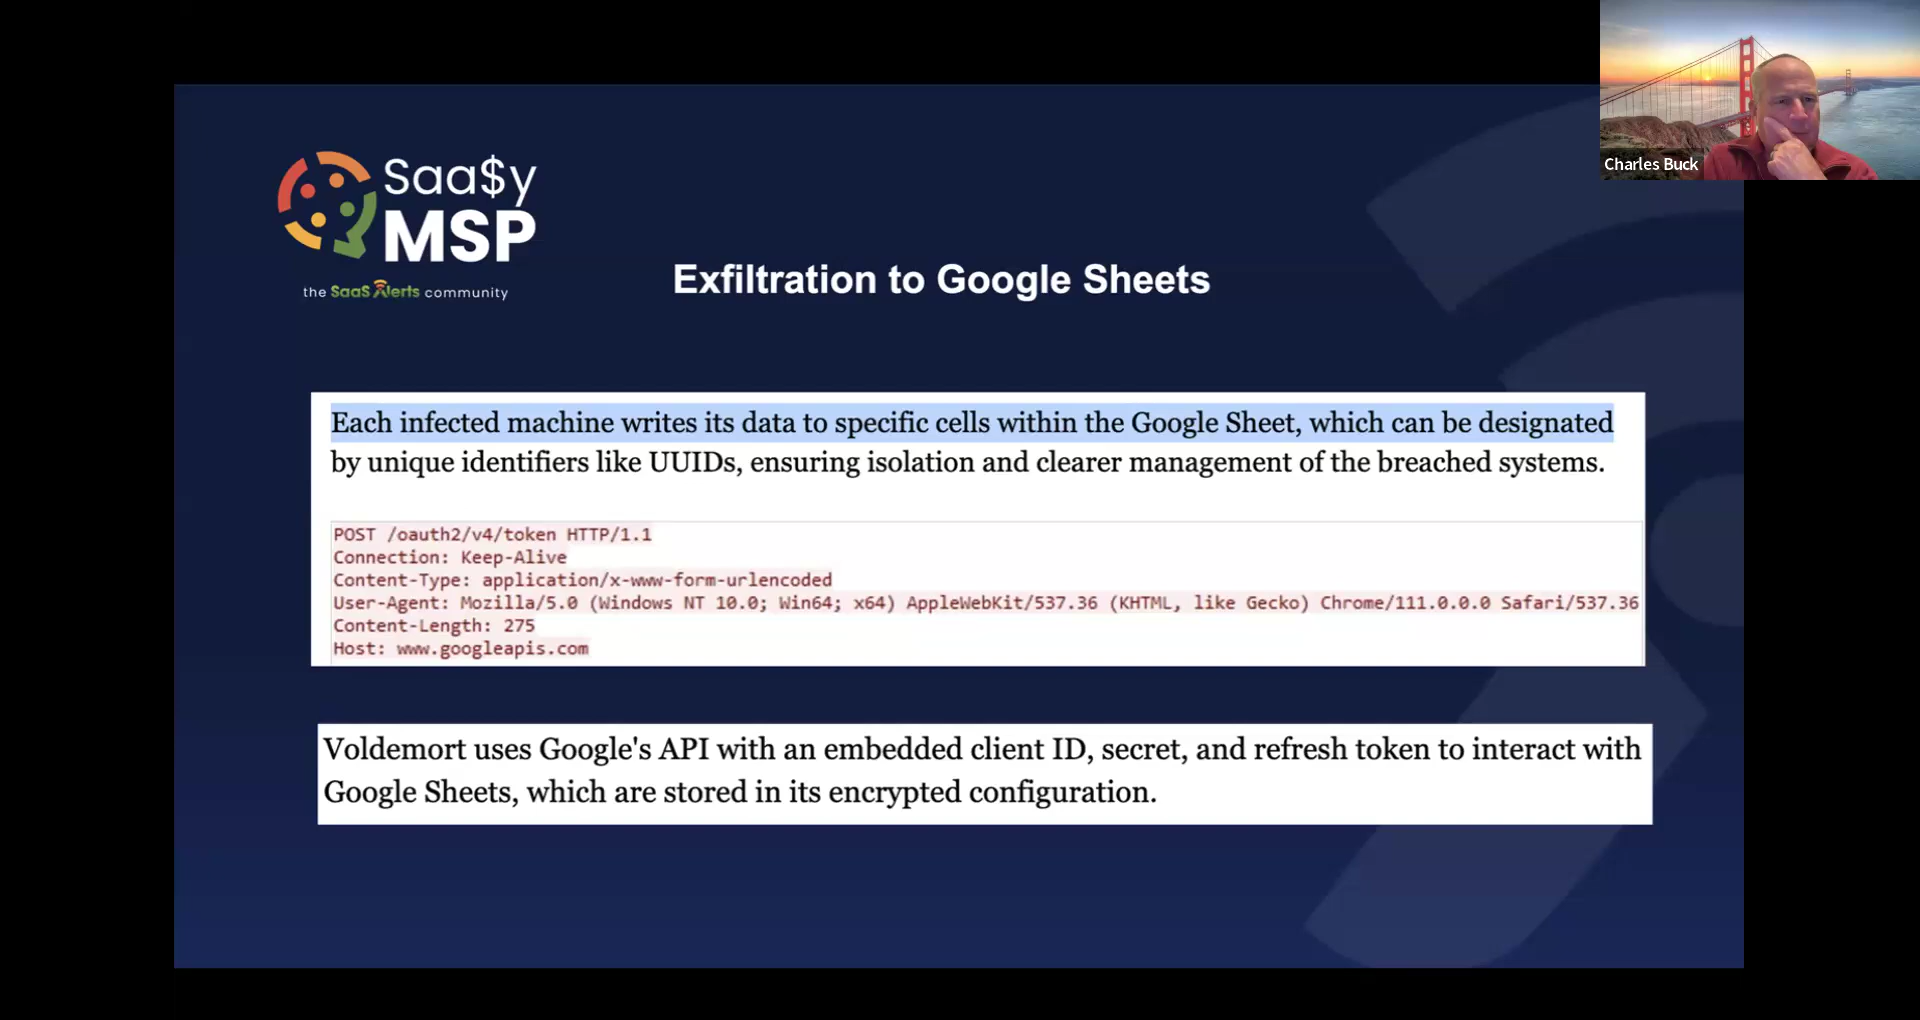 Charles Buck
Saa$y
MSP
the SaaS Alerts community
Exfiltration to Google Sheets
Each infected machine writes its data to specific cells within the Google Sheet, which can be designated
by unique identifiers like UUIDs, ensuring isolation and clearer management of the breached systems.
POST /oauth2/v4/token HTTP/1.1
Connection: Keep-Alive
Content-Type: application/x-www-form-urlencoded
User-Agent: Mozilla/5.0 (Windows NT 10.0; Win64; x64) AppleWebKit/537.36 (KHTML, like Gecko) Chrome/111.0.0.0 Safari/537.36
Content-Length: 275
Host: www.googleapis.com
Voldemort uses Google's API with an embedded client ID, secret, and refresh token to interact with
Google Sheets, which are stored in its encrypted configuration.